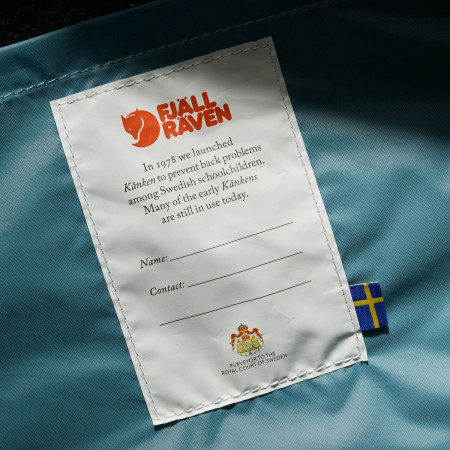 FJÄLL
RÄVEN
In 1978 we launched
Kånken to prevent back problems
among Swedish schoolchildren.
Many of the early Kånkens
are still in use today.
Name:
Contact:
PURVEYOR TO THE
ROYAL COURT OF SWEDEN